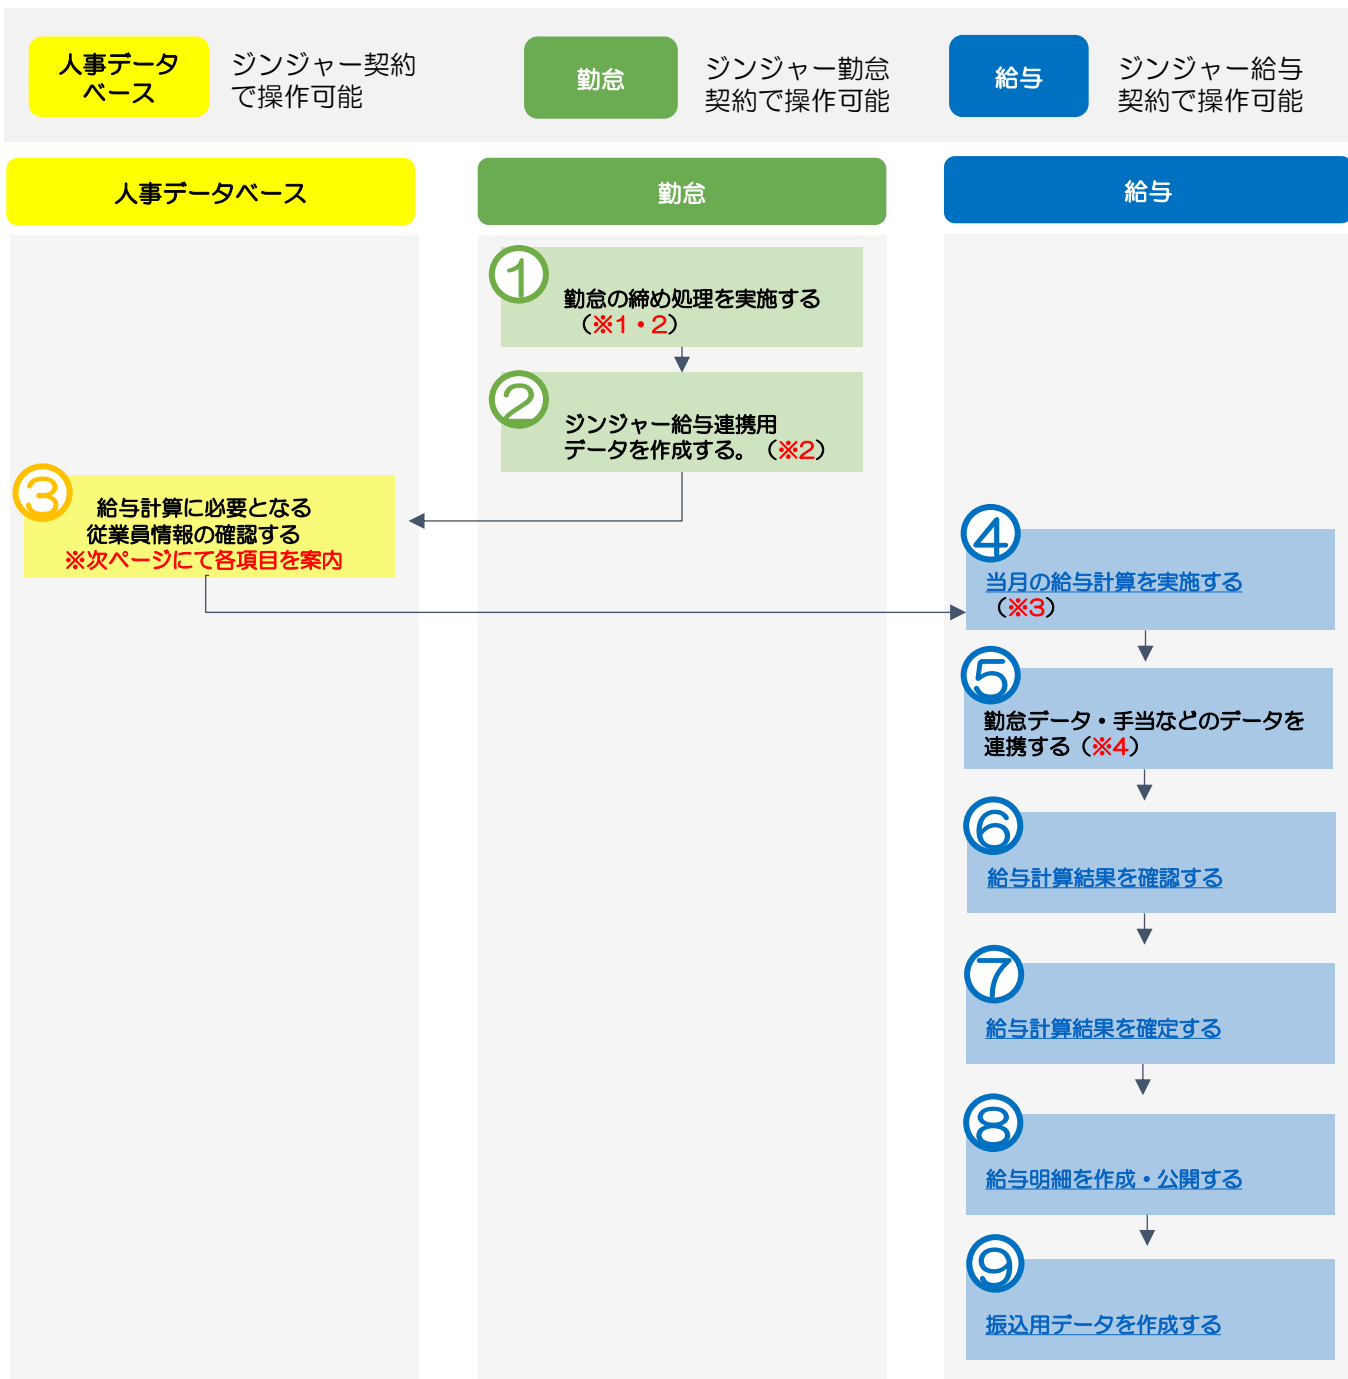 人事データ
ベース
ジンジャー契約
で操作可能
勤怠
ジンジャー勤怠
契約で操作可能
給与
ジンジャー給与
契約で操作可能
人事データベース
勤怠
給与
①
勤怠の締め処理を実施する
（※1・2）
②
ジンジャー給与連携用
データを作成する。（※2）
③
給与計算に必要となる
従業員情報の確認する
※次ページにて各項目を案内
④
当月の給与計算を実施する
（※3）
⑤
勤怠データ・手当などのデータを
連携する（※4）
⑥
給与計算結果を確認する
⑦
給与計算結果を確定する
⑧
給与明細を作成・公開する
⑨
振込用データを作成する